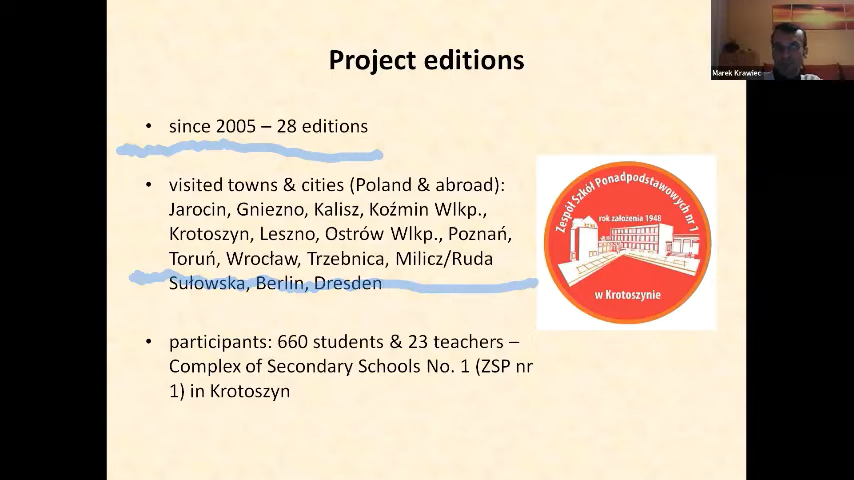 Project editions
Marek Krawiec
• since 2005 – 28 editions
• visited towns & cities (Poland & abroad):
Jarocin, Gniezno, Kalisz, Koźmin Wlkp.,
Krotoszyn, Leszno, Ostrów Wlkp., Poznań,
Toruń, Wrocław, Trzebnica, Milicz/Ruda
Sułowska, Berlin, Dresden
• participants: 660 students & 23 teachers –
Complex of Secondary Schools No. 1 (ZSP nr
1) in Krotoszyn
Zespół Szkół Ponadpodstawowych nr 1
rok założenia 1948
w Krotoszynie